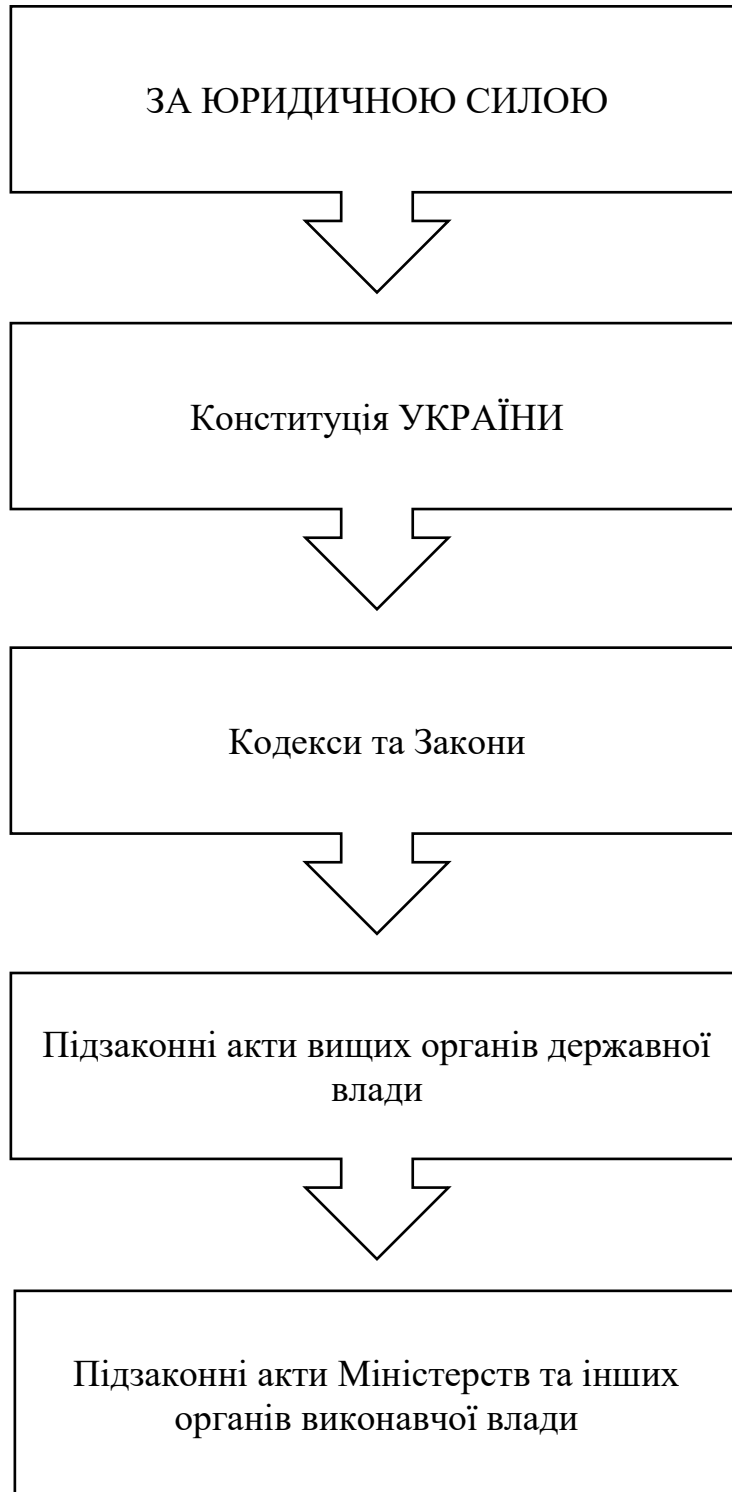 ЗА ЮРИДИЧНОЮ СИЛОЮ
Конституція УКРАЇНИ
Кодекси та Закони
Підзаконні акти вищих органів державної
влади
Підзаконні акти Міністерств та інших
органів виконавчої влади